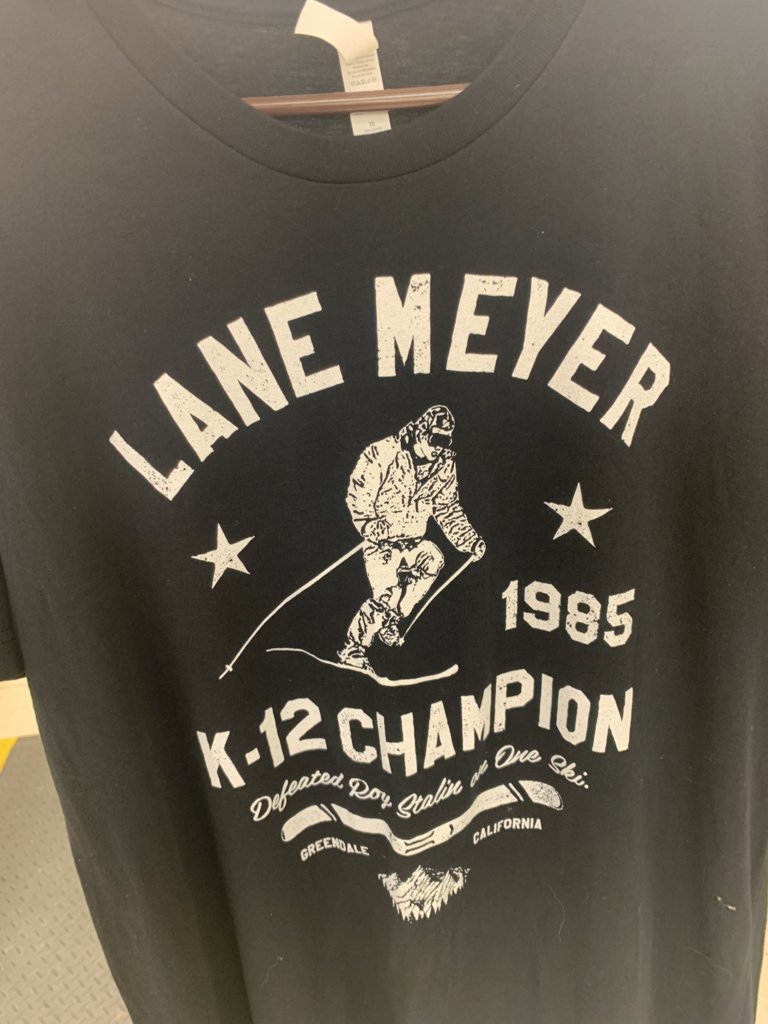 LANE MEYER
1985
K-12 CHAMPION
Defeated Roy Stalin on One Ski.
GREENDALE CALIFORNIA